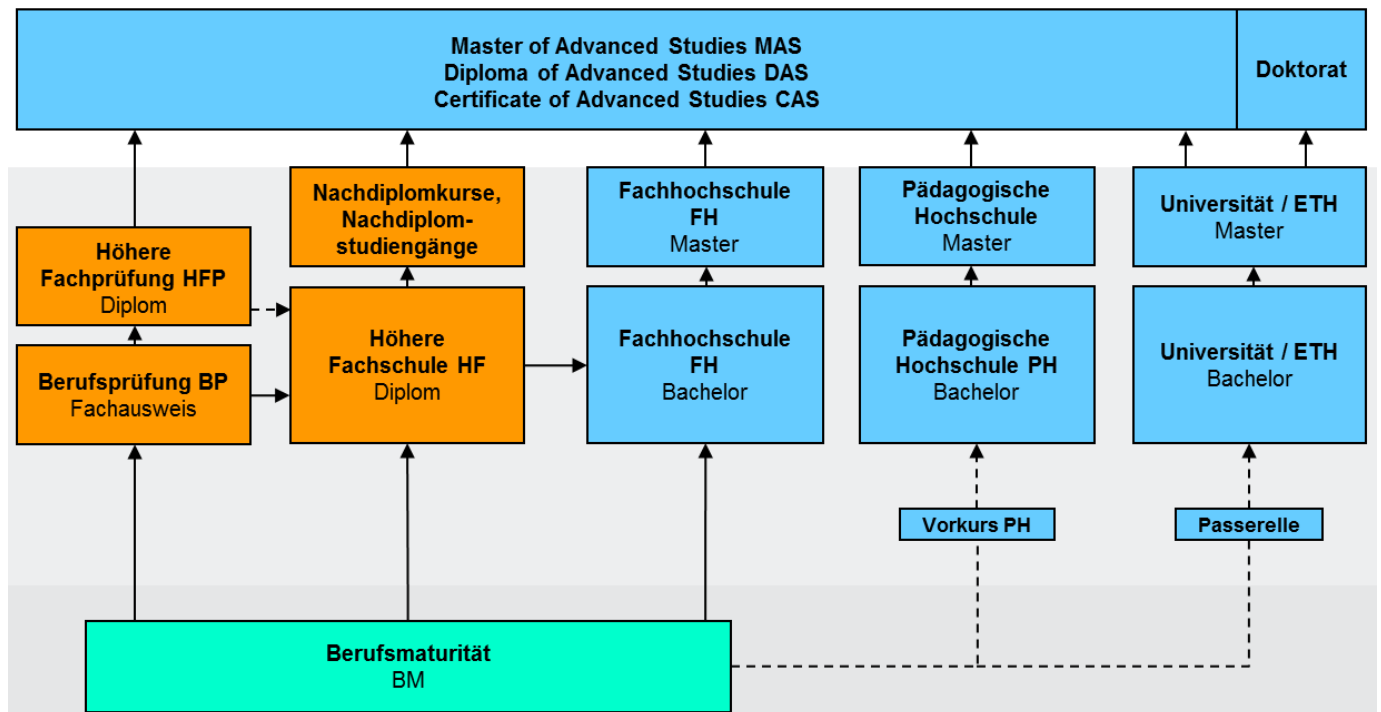 Master of Advanced Studies MAS
Diploma of Advanced Studies DAS
Certificate of Advanced Studies CAS
Doktorat
Höhere
Fachprüfung HFP
Diplom
Berufsprüfung BP
Fachausweis
Nachdiplomkurse,
Nachdiplom-
studiengänge
Höhere
Fachschule HF
Diplom
Fachhochschule
FH
Master
Fachhochschule
FH
Bachelor
Pädagogische
Hochschule
Master
Pädagogische
Hochschule PH
Bachelor
Universität / ETH
Master
Universität / ETH
Bachelor
Vorkurs PH
Passerelle
Berufsmaturität
BM